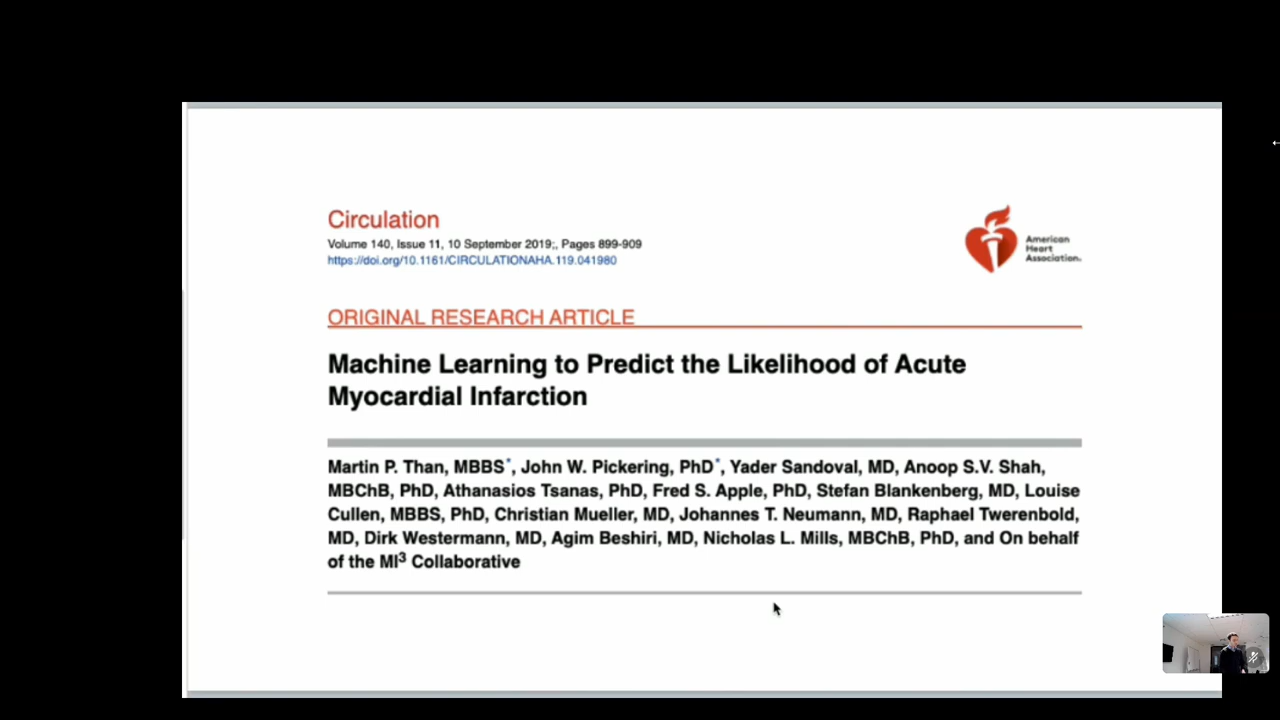 Circulation
Volume 140, Issue 11, 10 September 2019;, Pages 899-909
https://doi.org/10.1161/CIRCULATIONAHA.119.041980
American
Heart
Association.
ORIGINAL RESEARCH ARTICLE
Machine Learning to Predict the Likelihood of Acute
Myocardial Infarction
Martin P. Than, MBBS*, John W. Pickering, PhD*, Yader Sandoval, MD, Anoop S.V. Shah,
MBChB, PhD, Athanasios Tsanas, PhD, Fred S. Apple, PhD, Stefan Blankenberg, MD, Louise
Cullen, MBBS, PhD, Christian Mueller, MD, Johannes T. Neumann, MD, Raphael Twerenbold,
MD, Dirk Westermann, MD, Agim Beshiri, MD, Nicholas L. Mills, MBChB, PhD, and On behalf
of the MI³ Collaborative